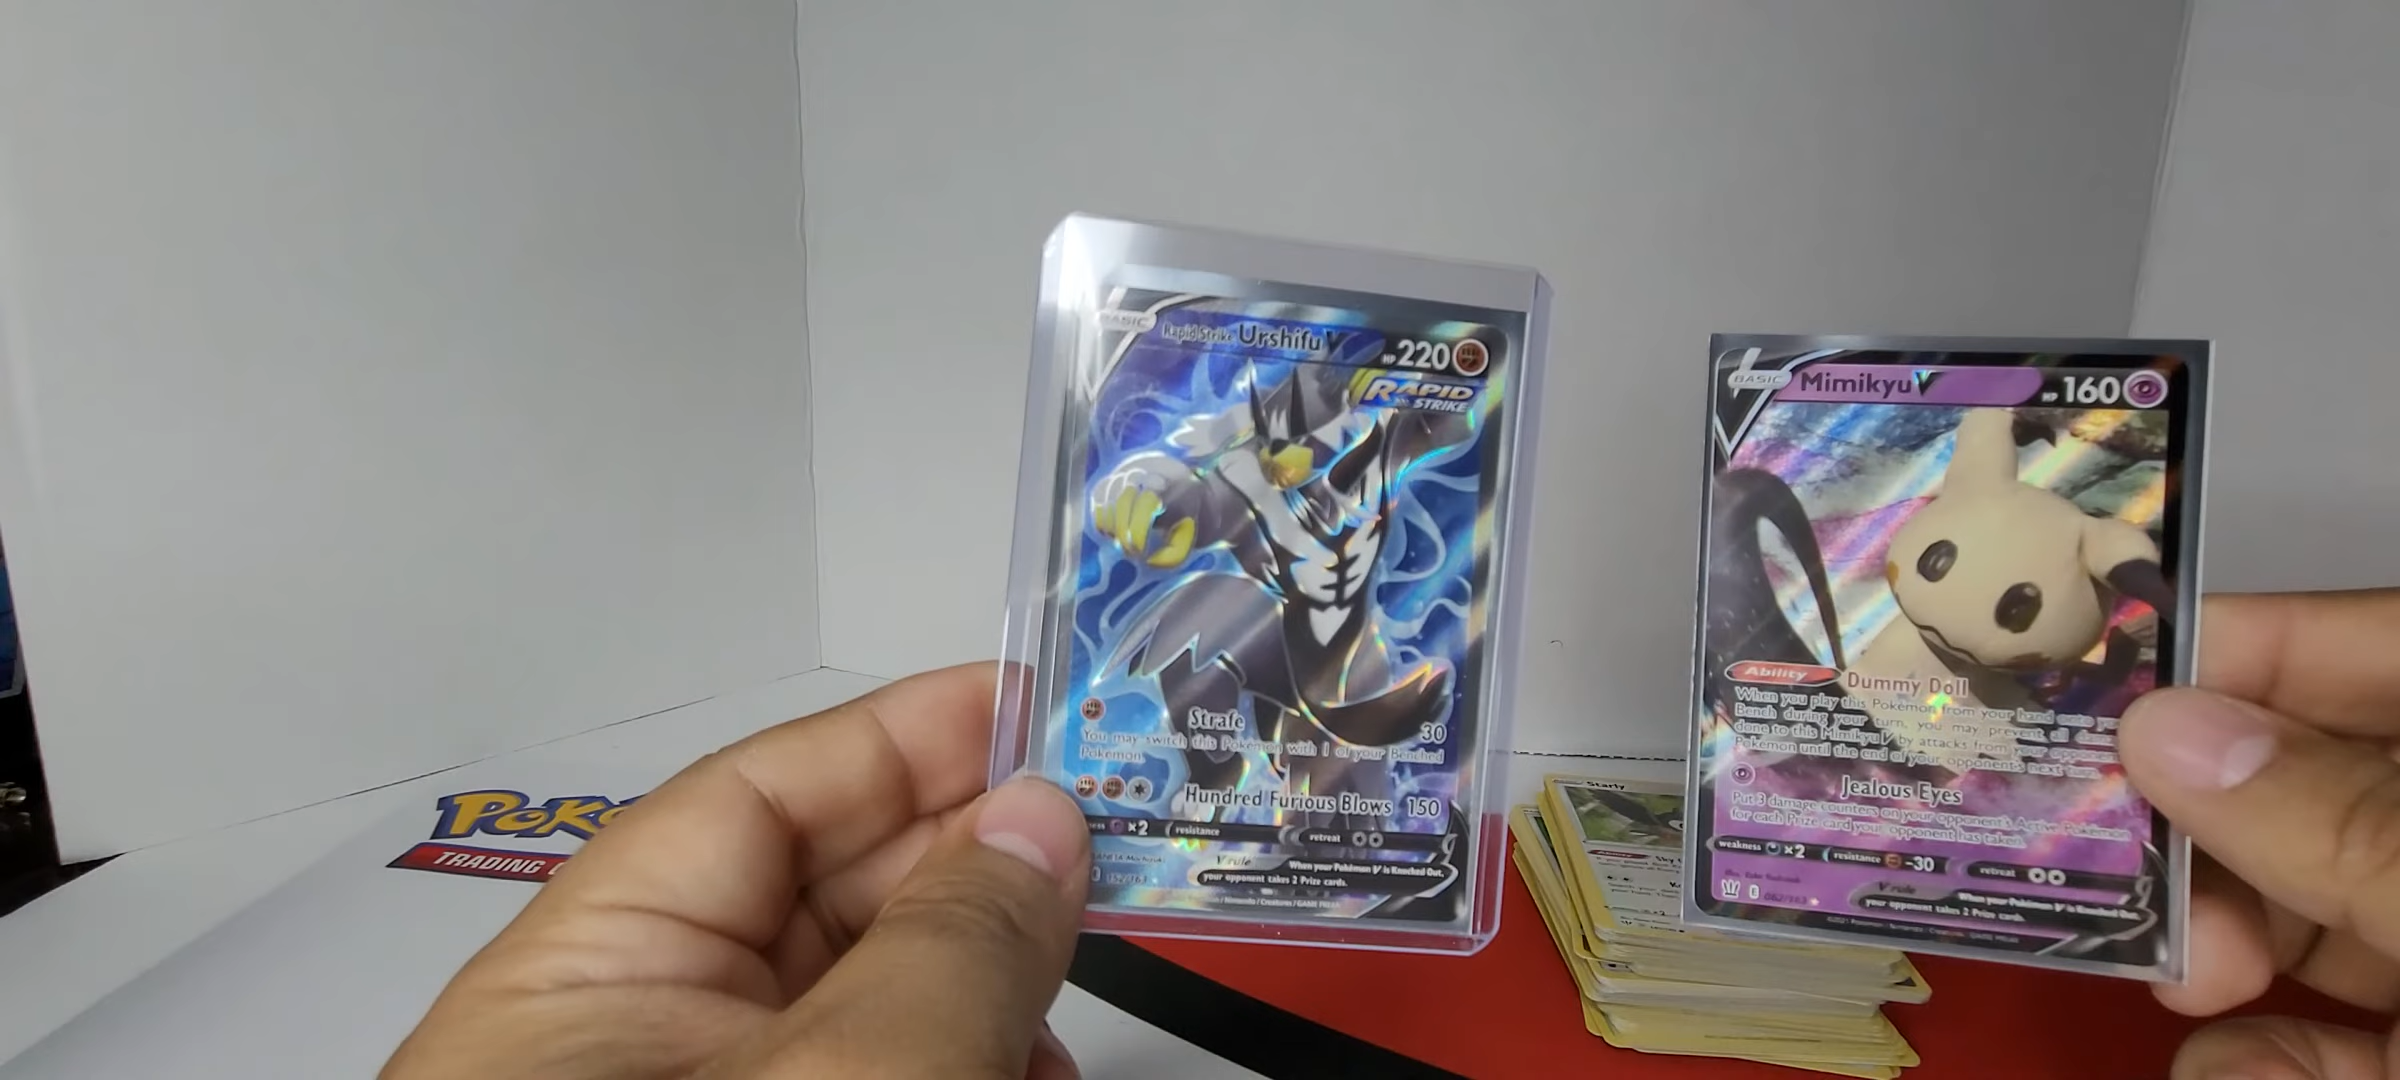 BASIC
Rapid Strike Urshifu V
HP 220
RAPID
STRIKE
Strafe 30
You may switch this Pokémon with 1 of your Benched
Pokémon.
Hundred Furious Blows 150
×2 resistance retreat
V rule When your Pokémon V is Knocked Out,
your opponent takes 2 Prize cards.
152/163
BASIC
Mimikyu V
HP 160
Ability Dummy Doll
When you play this Pokémon from your hand onto
Bench during your turn, you may prevent all
done to this Mimikyu V by attacks from your
Pokémon until the end of your opponent's next turn.
Jealous Eyes
Put 3 damage counters on your opponent's Active Pokémon
for each Prize card your opponent has taken.
weakness ×2 resistance -30 retreat
V rule When your Pokémon V is Knocked Out,
your opponent takes 2 Prize cards.
E 062/163
Starly
Ability
TRADING